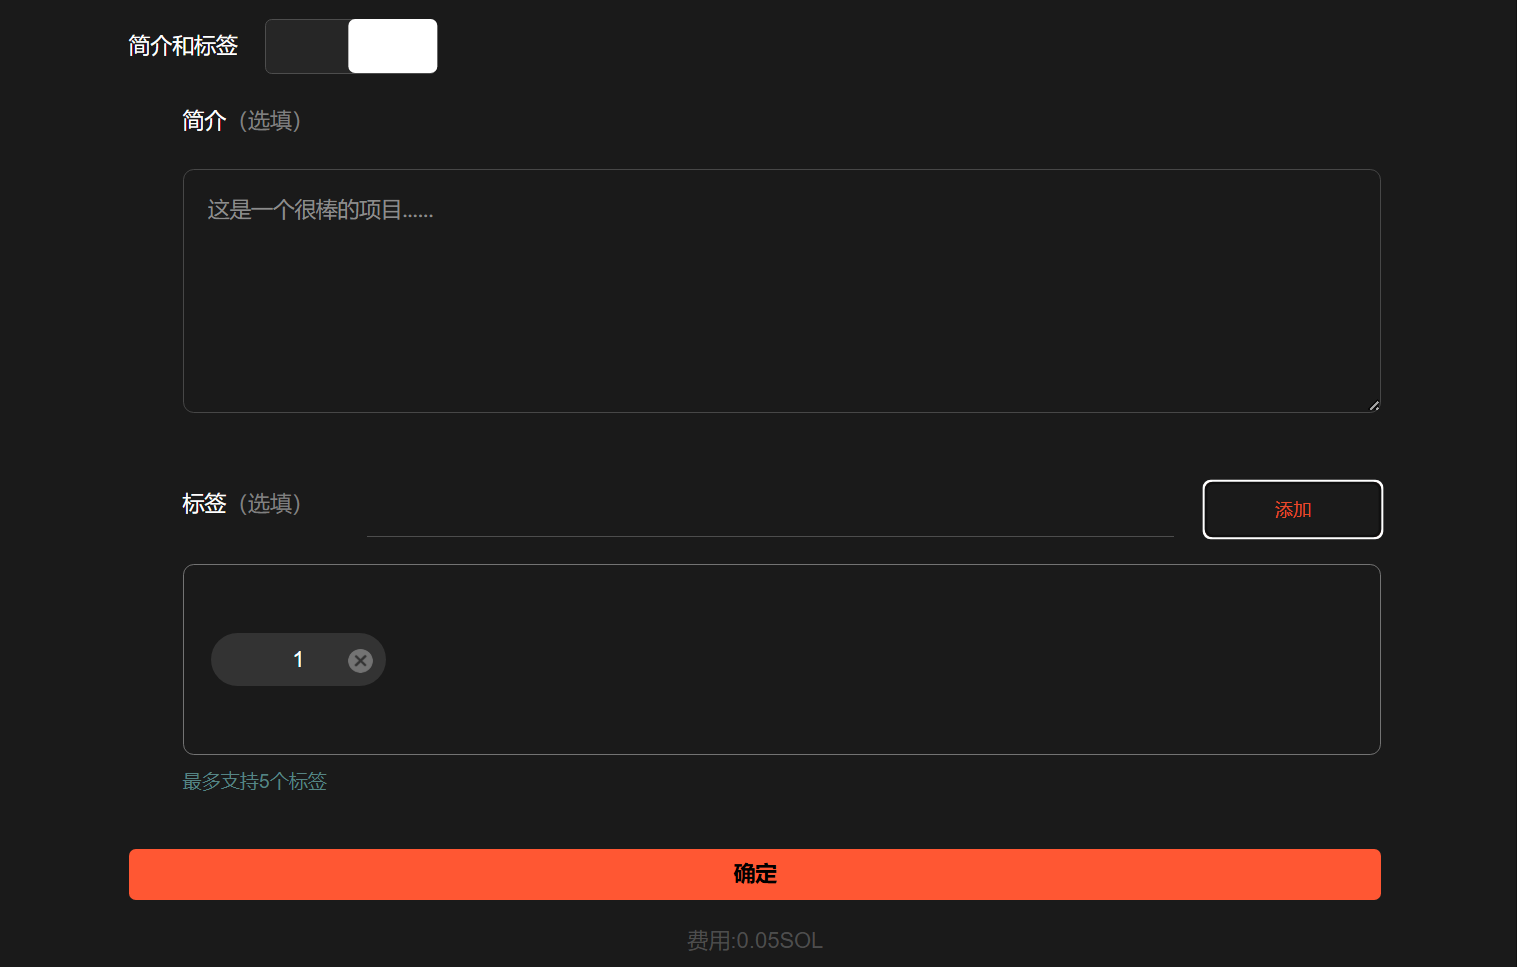 简介和标签
简介（选填）
这是一个很棒的项目......
标签（选填）
添加
1
最多支持5个标签
确定
费用:0.05SOL